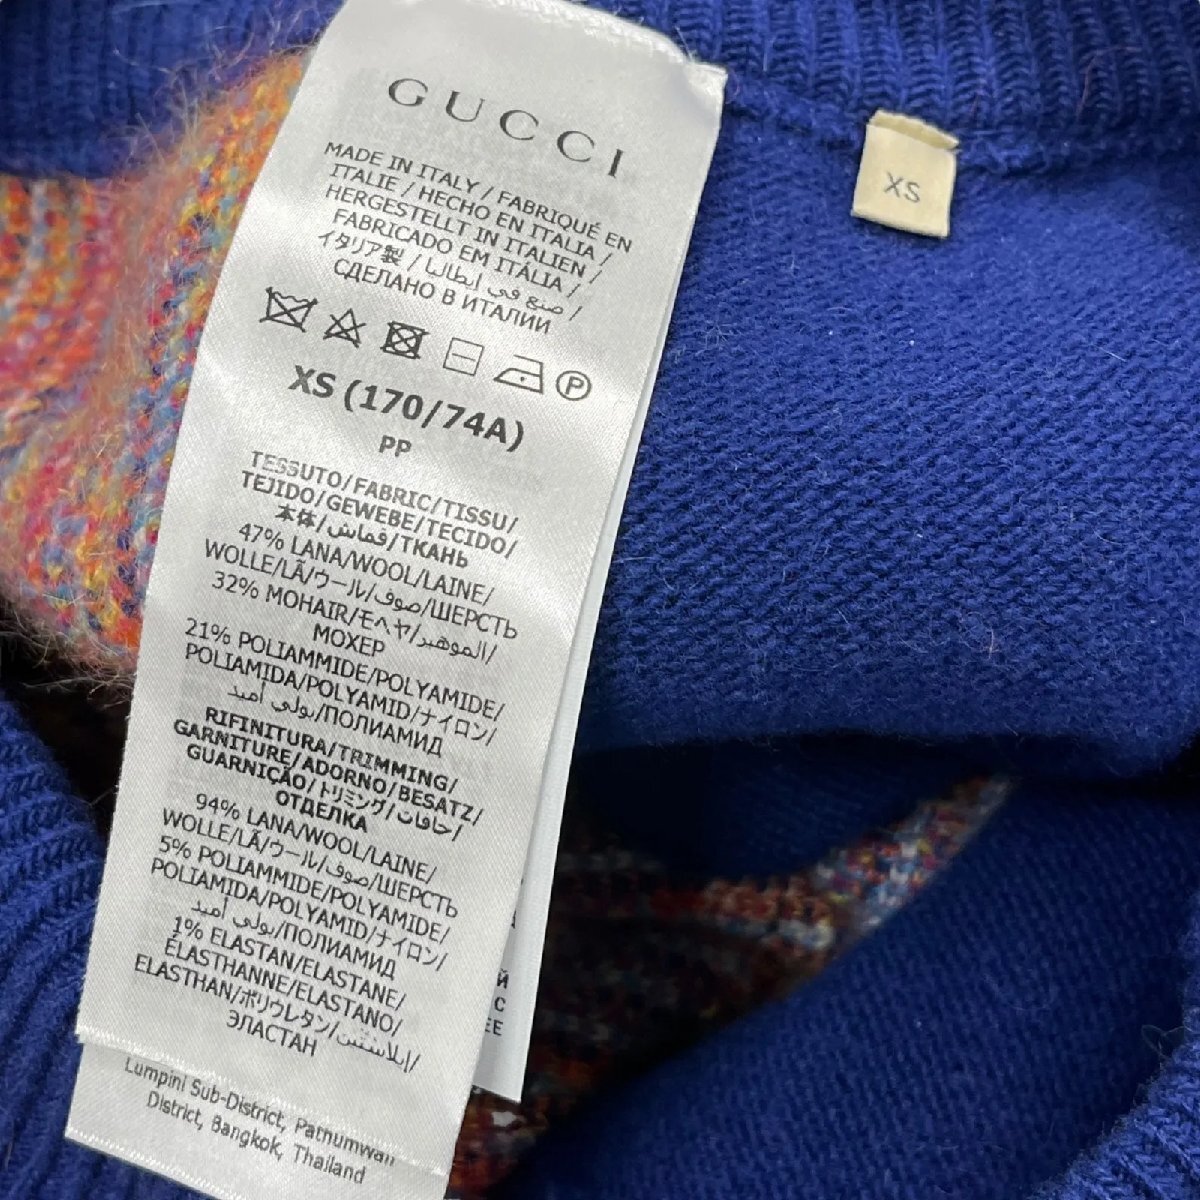 GUCCI
MADE IN ITALY / FABRIQUÉ EN
ITALIE / HECHO EN ITALIA /
HERGESTELLT IN ITALIEN /
FABRICADO EM ITÁLIA /
イタリア製 / صنع في إيطاليا /
СДЕЛАНО В ИТАЛИИ
P
XS (170/74A)
PP
TESSUTO/FABRIC/TISSU/
TEJIDO/GEWEBE/TECIDO/
本体/قماش/ТКАНЬ
47% LANA/WOOL/LAINE/
WOLLE/LÃ/ウール/صوف/ШЕРСТЬ
32% MOHAIR/モヘヤ/الموهير/
МОХЕР
21% POLIAMMIDE/POLYAMIDE/
POLIAMIDA/POLYAMID/ナイロン/
بولي أميد/ПОЛИАМИД
RIFINITURA/TRIMMING/
GARNITURE/ADORNO/BESATZ/
GUARNIÇÃO/トリミング/حافات/
ОТДЕЛКА
94% LANA/WOOL/LAINE/
WOLLE/LÃ/ウール/صوف/ШЕРСТЬ
5% POLIAMMIDE/POLYAMIDE/
POLIAMIDA/POLYAMID/ナイロン/
بولي أميد/ПОЛИАМИД
1% ELASTAN/ELASTANE/
ÉLASTHANNE/ELASTANO/
ELASTHAN/ポリウレタン/إيلاستين/
ЭЛАСТАН
Lumpini Sub-District, Pathumwan
District, Bangkok, Thailand
XS